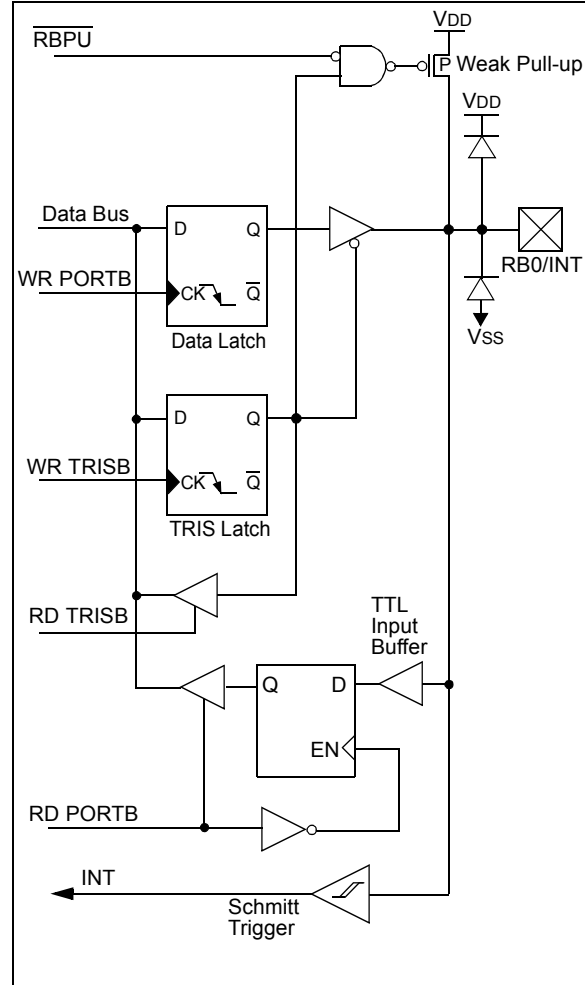 VDD
RBPU
P Weak Pull-up
VDD
Data Bus
D Q
RB0/INT
WR PORTB
CK Q
VSS
Data Latch
D Q
WR TRISB
CK Q
TRIS Latch
RD TRISB
TTL
Input
Buffer
Q D
EN
RD PORTB
INT
Schmitt
Trigger